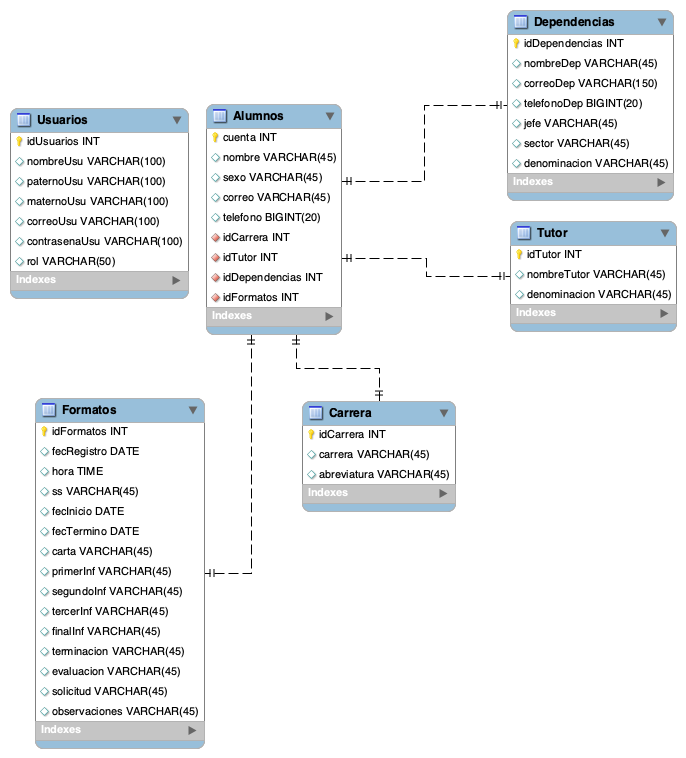 Usuarios
idUsuarios INT
nombreUsu VARCHAR(100)
paternoUsu VARCHAR(100)
maternoUsu VARCHAR(100)
correoUsu VARCHAR(100)
contrasenaUsu VARCHAR(100)
rol VARCHAR(50)
Indexes
Alumnos
cuenta INT
nombre VARCHAR(45)
sexo VARCHAR(45)
correo VARCHAR(45)
telefono BIGINT(20)
idCarrera INT
idTutor INT
idDependencias INT
idFormatos INT
Indexes
Dependencias
idDependencias INT
nombreDep VARCHAR(45)
correoDep VARCHAR(150)
telefonoDep BIGINT(20)
jefe VARCHAR(45)
sector VARCHAR(45)
denominacion VARCHAR(45)
Indexes
Tutor
idTutor INT
nombreTutor VARCHAR(45)
denominacion VARCHAR(45)
Indexes
Formatos
idFormatos INT
fecRegistro DATE
hora TIME
ss VARCHAR(45)
fecInicio DATE
fecTermino DATE
carta VARCHAR(45)
primerInf VARCHAR(45)
segundoInf VARCHAR(45)
tercerInf VARCHAR(45)
finalInf VARCHAR(45)
terminacion VARCHAR(45)
evaluacion VARCHAR(45)
solicitud VARCHAR(45)
observaciones VARCHAR(45)
Indexes
Carrera
idCarrera INT
carrera VARCHAR(45)
abreviatura VARCHAR(45)
Indexes